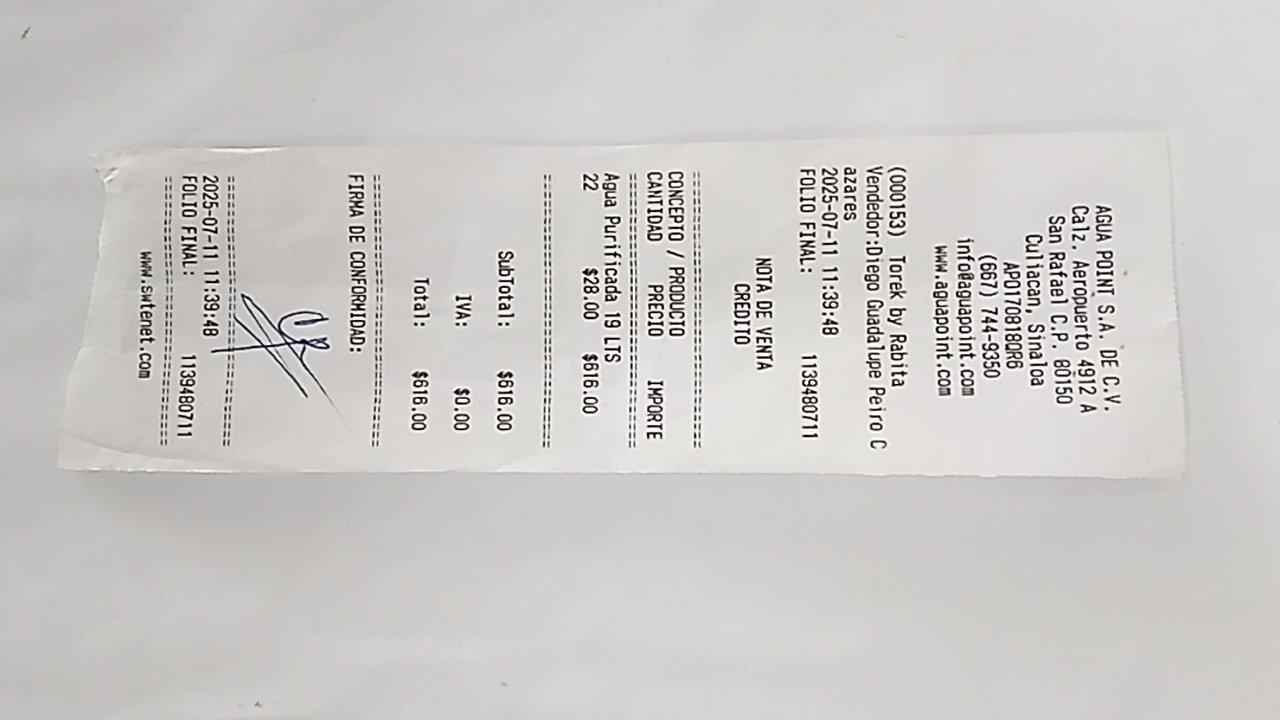 AGUA POINT S.A. DE C.V.
Calz. Aeropuerto 4912 A
San Rafael C.P. 80150
Culiacan, Sinaloa
APO170818QR6
(667) 744-9350
info@aguapoint.com
www.aguapoint.com
(000153) Torek by Rabita
Vendedor:Diego Guadalupe Peiro C
azares
2025-07-11 11:39:48
FOLIO FINAL: 1139480711
NOTA DE VENTA
CREDITO
================================
CONCEPTO / PRODUCTO
CANTIDAD PRECIO IMPORTE
================================
Agua Purificada 19 LTS
22 $28.00 $616.00
================================
SubTotal: $616.00
IVA: $0.00
Total: $616.00
================================
FIRMA DE CONFORMIDAD:
================================
2025-07-11 11:39:48
FOLIO FINAL: 1139480711
================================
www.swtenet.com